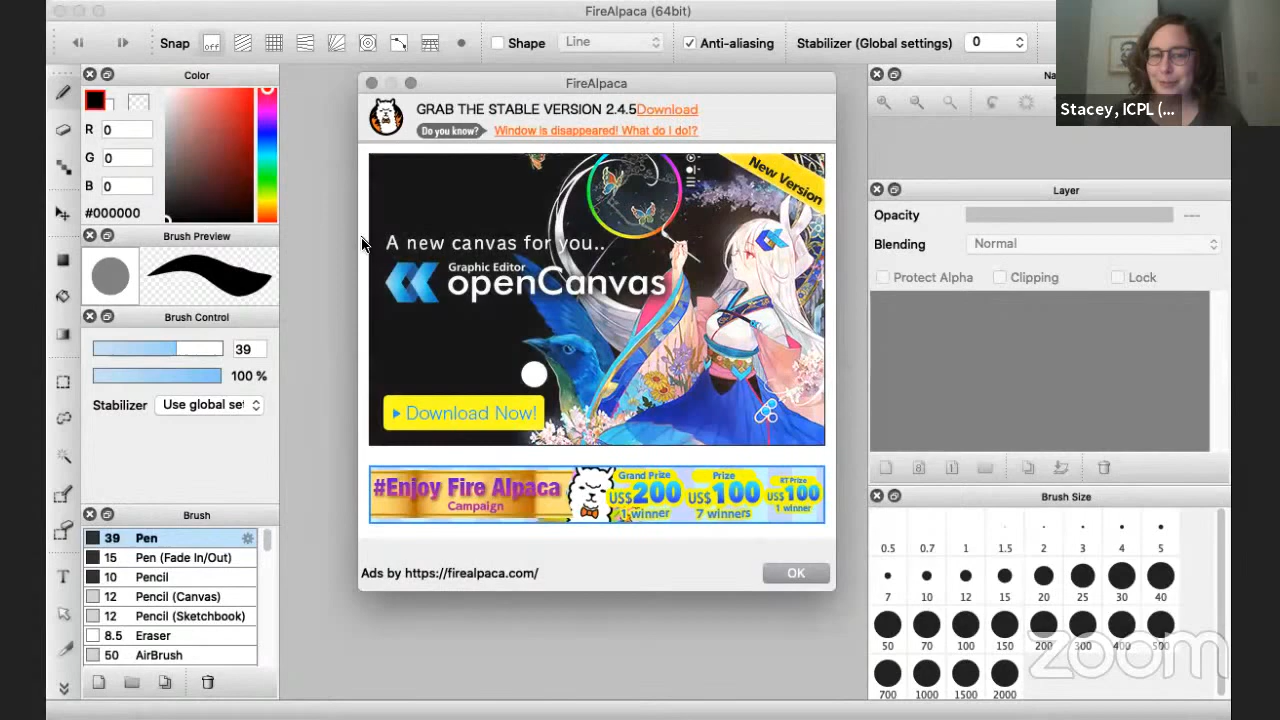 FireAlpaca (64bit)
Snap
off
Shape
Line
Anti-aliasing
Stabilizer (Global settings)
0
Stacey, ICPL (...
Color
R
0
G
0
B
0
#000000
Brush Preview
Brush Control
39
100 %
Stabilizer
Use global set
Brush
39 Pen
15 Pen (Fade In/Out)
10 Pencil
12 Pencil (Canvas)
12 Pencil (Sketchbook)
8.5 Eraser
50 AirBrush
FireAlpaca
GRAB THE STABLE VERSION 2.4.5Download
Do you know?
Window is disappeared! What do I do!?
New Version
A new canvas for you..
Graphic Editor
openCanvas
Download Now!
#Enjoy Fire Alpaca
Campaign
Grand Prize
US$200
1 winner
Prize
US$100
7 winners
RT Prize
US$100
1 winner
Ads by https://firealpaca.com/
OK
Na
Layer
Opacity
---
Blending
Normal
Protect Alpha
Clipping
Lock
8
1
Brush Size
0.5 0.7 1 1.5 2 3 4 5
7 10 12 15 20 25 30 40
50 70 100 150 200 300 400 500
700 1000 1500 2000
zoom